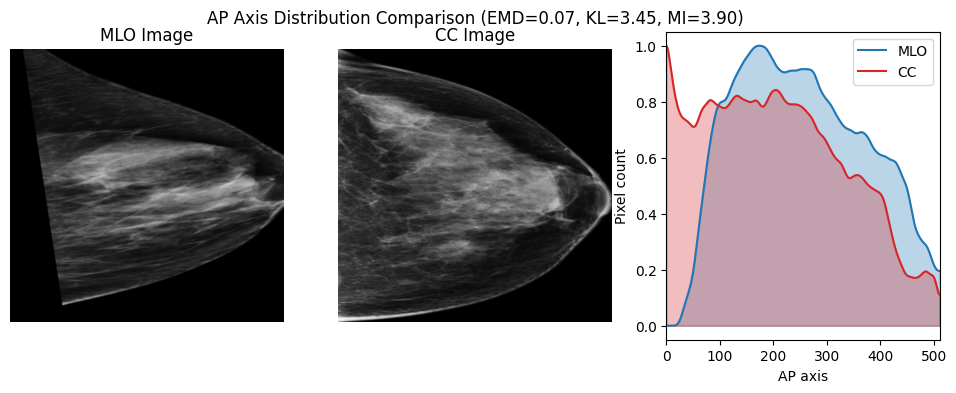 AP Axis Distribution Comparison (EMD=0.07, KL=3.45, MI=3.90)
MLO Image
CC Image
MLO
CC
Pixel count
1.0
0.8
0.6
0.4
0.2
0.0
0 100 200 300 400 500
AP axis